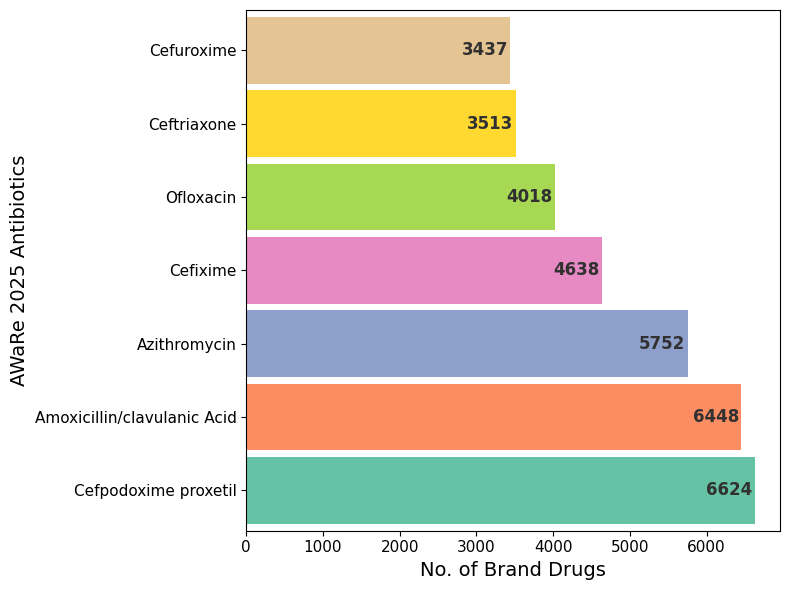 AWaRe 2025 Antibiotics
Cefuroxime 3437
Ceftriaxone 3513
Ofloxacin 4018
Cefixime 4638
Azithromycin 5752
Amoxicillin/clavulanic Acid 6448
Cefpodoxime proxetil 6624
0 1000 2000 3000 4000 5000 6000
No. of Brand Drugs